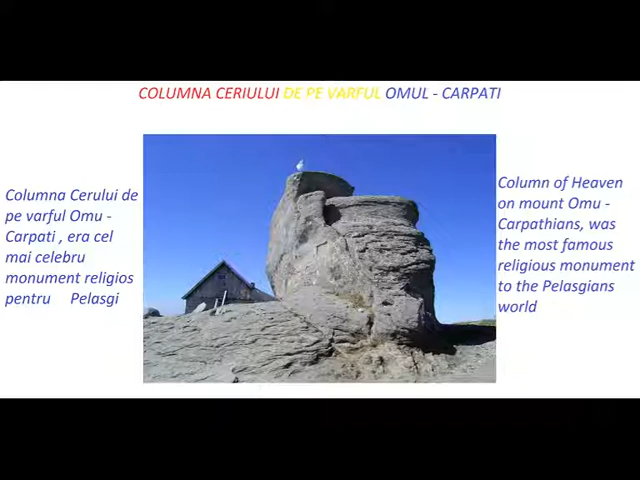 COLUMNA CERIULUI DE PE VARFUL OMUL - CARPATI
Columna Cerului de
pe varful Omu -
Carpati , era cel
mai celebru
monument religios
pentru Pelasgi
Column of Heaven
on mount Omu -
Carpathians, was
the most famous
religious monument
to the Pelasgians
world